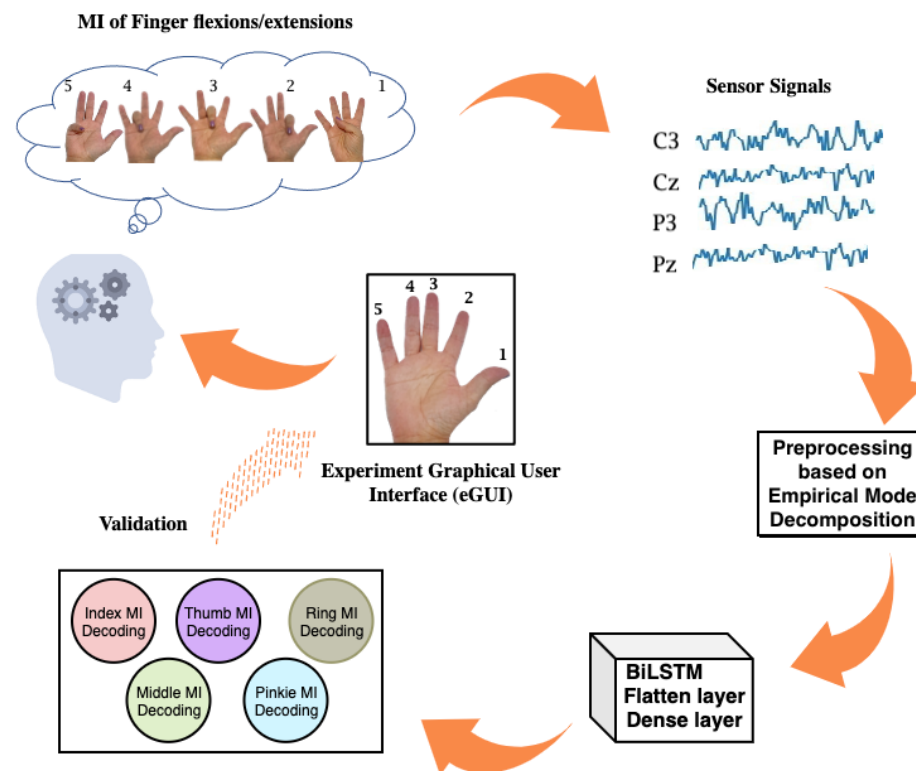 MI of Finger flexions/extensions
5 4 3 2 1
Sensor Signals
C3
Cz
P3
Pz
5 4 3 2 1
Experiment Graphical User
Interface (eGUI)
Preprocessing
based on
Empirical Mode
Decomposition
Validation
Index MI
Decoding
Thumb MI
Decoding
Ring MI
Decoding
Middle MI
Decoding
Pinkie MI
Decoding
BiLSTM
Flatten layer
Dense layer